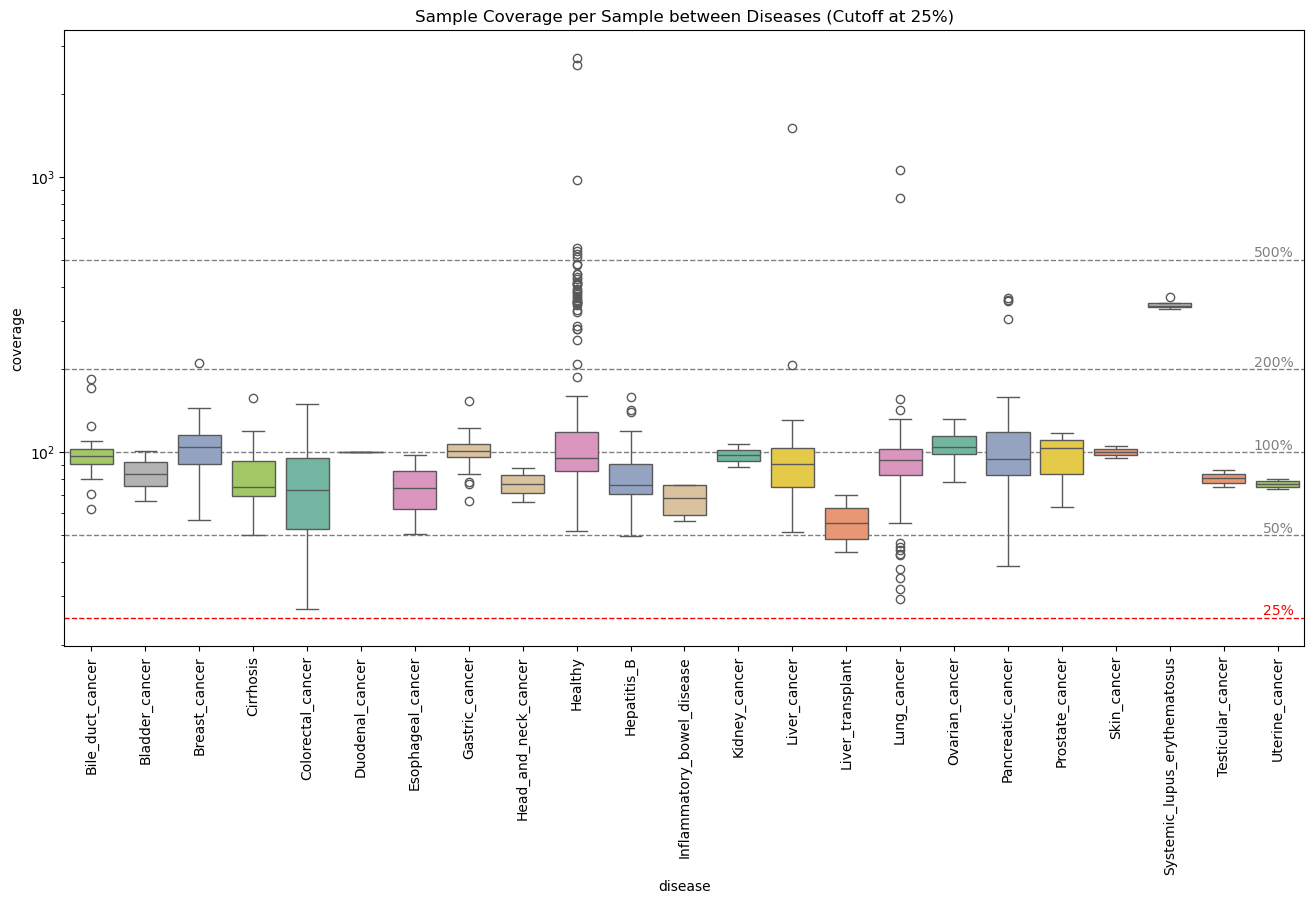 Sample Coverage per Sample between Diseases (Cutoff at 25%)
coverage
10³
10²
500%
200%
100%
50%
25%
Bile_duct_cancer
Bladder_cancer
Breast_cancer
Cirrhosis
Colorectal_cancer
Duodenal_cancer
Esophageal_cancer
Gastric_cancer
Head_and_neck_cancer
Healthy
Hepatitis_B
Inflammatory_bowel_disease
Kidney_cancer
Liver_cancer
Liver_transplant
Lung_cancer
Ovarian_cancer
Pancreatic_cancer
Prostate_cancer
Skin_cancer
Systemic_lupus_erythematosus
Testicular_cancer
Uterine_cancer
disease